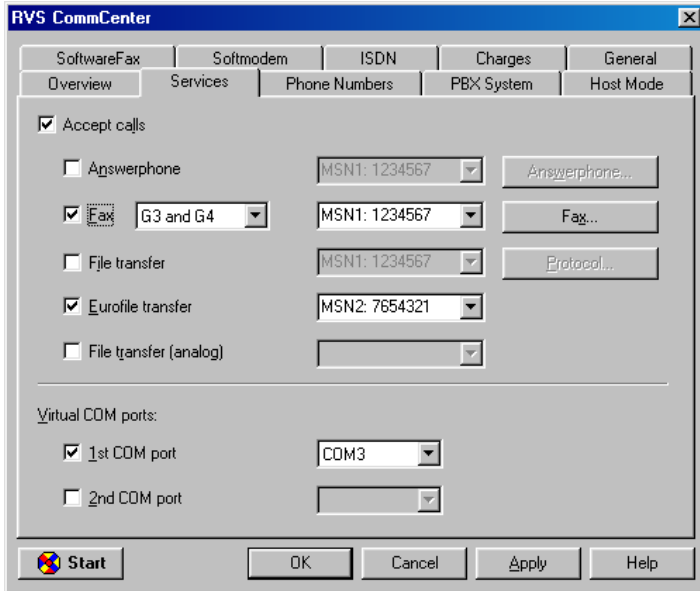 RVS CommCenter
SoftwareFax Softmodem ISDN Charges General
Overview Services Phone Numbers PBX System Host Mode
Accept calls
Answerphone MSN1: 1234567 Answerphone...
Fax G3 and G4 MSN1: 1234567 Fax...
File transfer MSN1: 1234567 Protocol...
Eurofile transfer MSN2: 7654321
File transfer (analog)
Virtual COM ports:
1st COM port COM3
2nd COM port
Start OK Cancel Apply Help